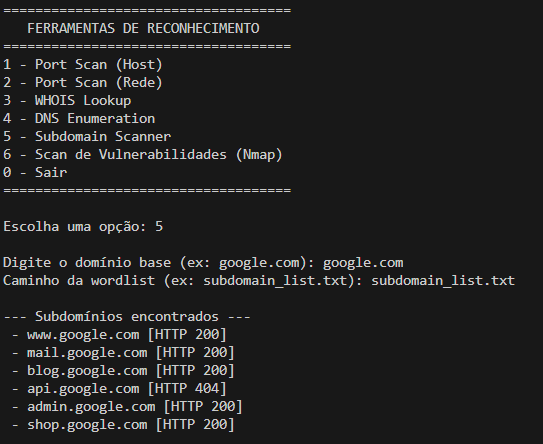 ====================================
FERRAMENTAS DE RECONHECIMENTO
====================================
1 - Port Scan (Host)
2 - Port Scan (Rede)
3 - WHOIS Lookup
4 - DNS Enumeration
5 - Subdomain Scanner
6 - Scan de Vulnerabilidades (Nmap)
0 - Sair
====================================
Escolha uma opção: 5
Digite o domínio base (ex: google.com): google.com
Caminho da wordlist (ex: subdomain_list.txt): subdomain_list.txt
--- Subdomínios encontrados ---
- www.google.com [HTTP 200]
- mail.google.com [HTTP 200]
- blog.google.com [HTTP 200]
- api.google.com [HTTP 404]
- admin.google.com [HTTP 200]
- shop.google.com [HTTP 200]